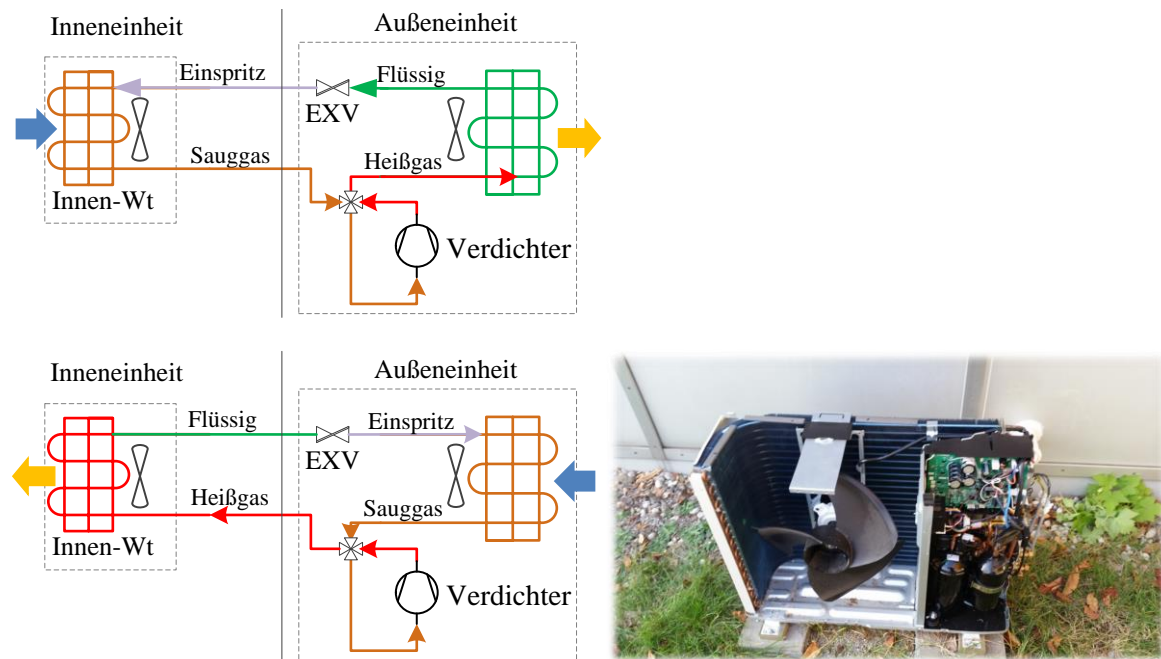 Inneneinheit
Außeneinheit
Einspritz
Flüssig
EXV
Sauggas
Heißgas
Innen-Wt
Verdichter
Inneneinheit
Außeneinheit
Flüssig
Einspritz
EXV
Heißgas
Sauggas
Innen-Wt
Verdichter